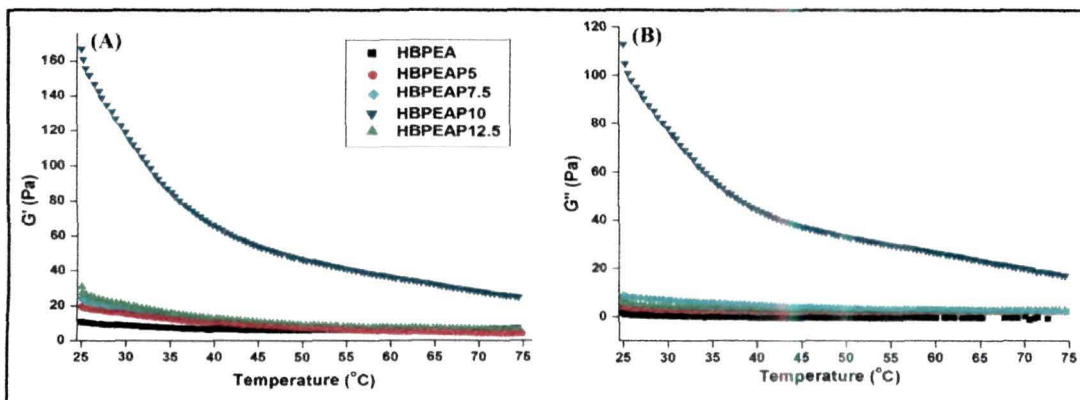 (A)
HBPEA
HBPEAP5
HBPEAP7.5
HBPEAP10
HBPEAP12.5
G' (Pa)
160
140
120
100
80
60
40
20
0
25 30 35 40 45 50 55 60 65 70 75
Temperature (°C)
(B)
G'' (Pa)
120
100
80
60
40
20
0
25 30 35 40 45 50 55 60 65 70 75
Temperature (°C)